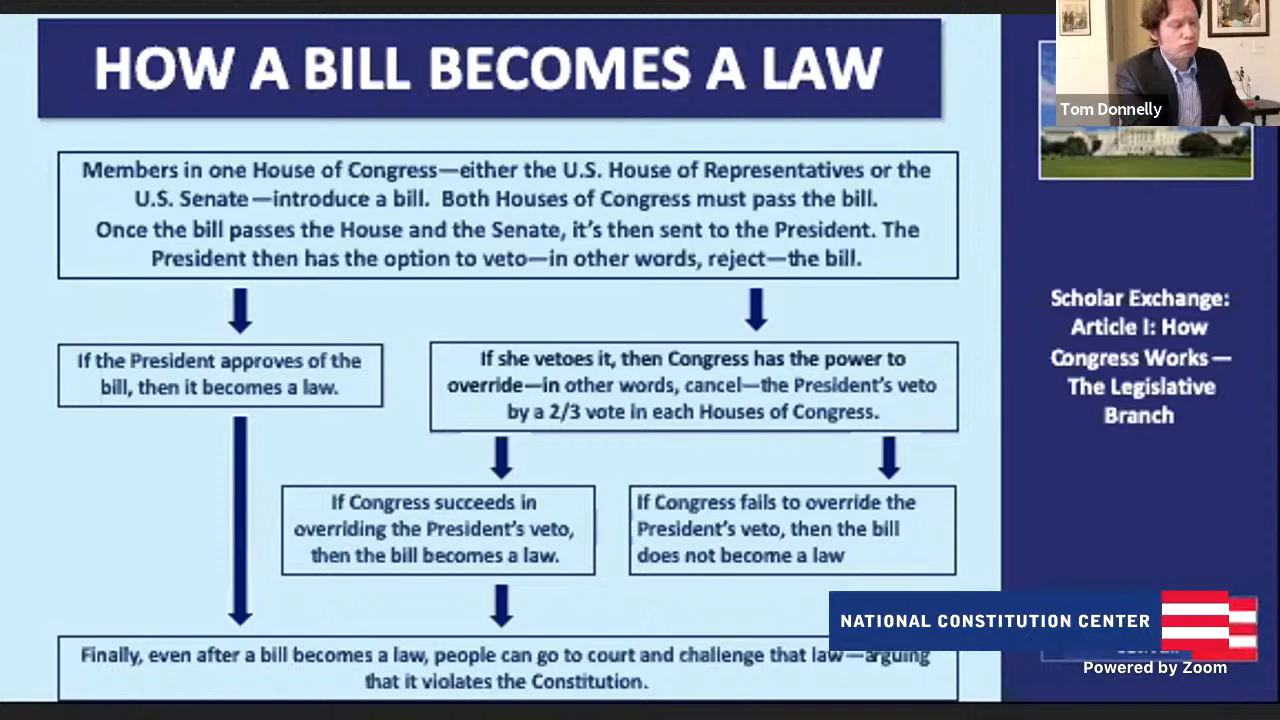 HOW A BILL BECOMES A LAW
Members in one House of Congress—either the U.S. House of Representatives or the
U.S. Senate—introduce a bill. Both Houses of Congress must pass the bill.
Once the bill passes the House and the Senate, it’s then sent to the President. The
President then has the option to veto—in other words, reject—the bill.
If the President approves of the
bill, then it becomes a law.
If she vetoes it, then Congress has the power to
override—in other words, cancel—the President’s veto
by a 2/3 vote in each Houses of Congress.
If Congress succeeds in
overriding the President’s veto,
then the bill becomes a law.
If Congress fails to override the
President’s veto, then the bill
does not become a law
Finally, even after a bill becomes a law, people can go to court and challenge that law—arguing
that it violates the Constitution.
Tom Donnelly
Scholar Exchange:
Article I: How
Congress Works—
The Legislative
Branch
NATIONAL CONSTITUTION CENTER
Powered by Zoom